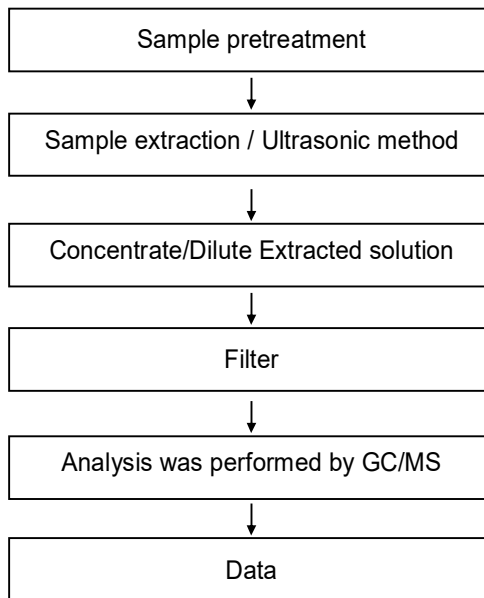 Sample pretreatment
Sample extraction / Ultrasonic method
Concentrate/Dilute Extracted solution
Filter
Analysis was performed by GC/MS
Data